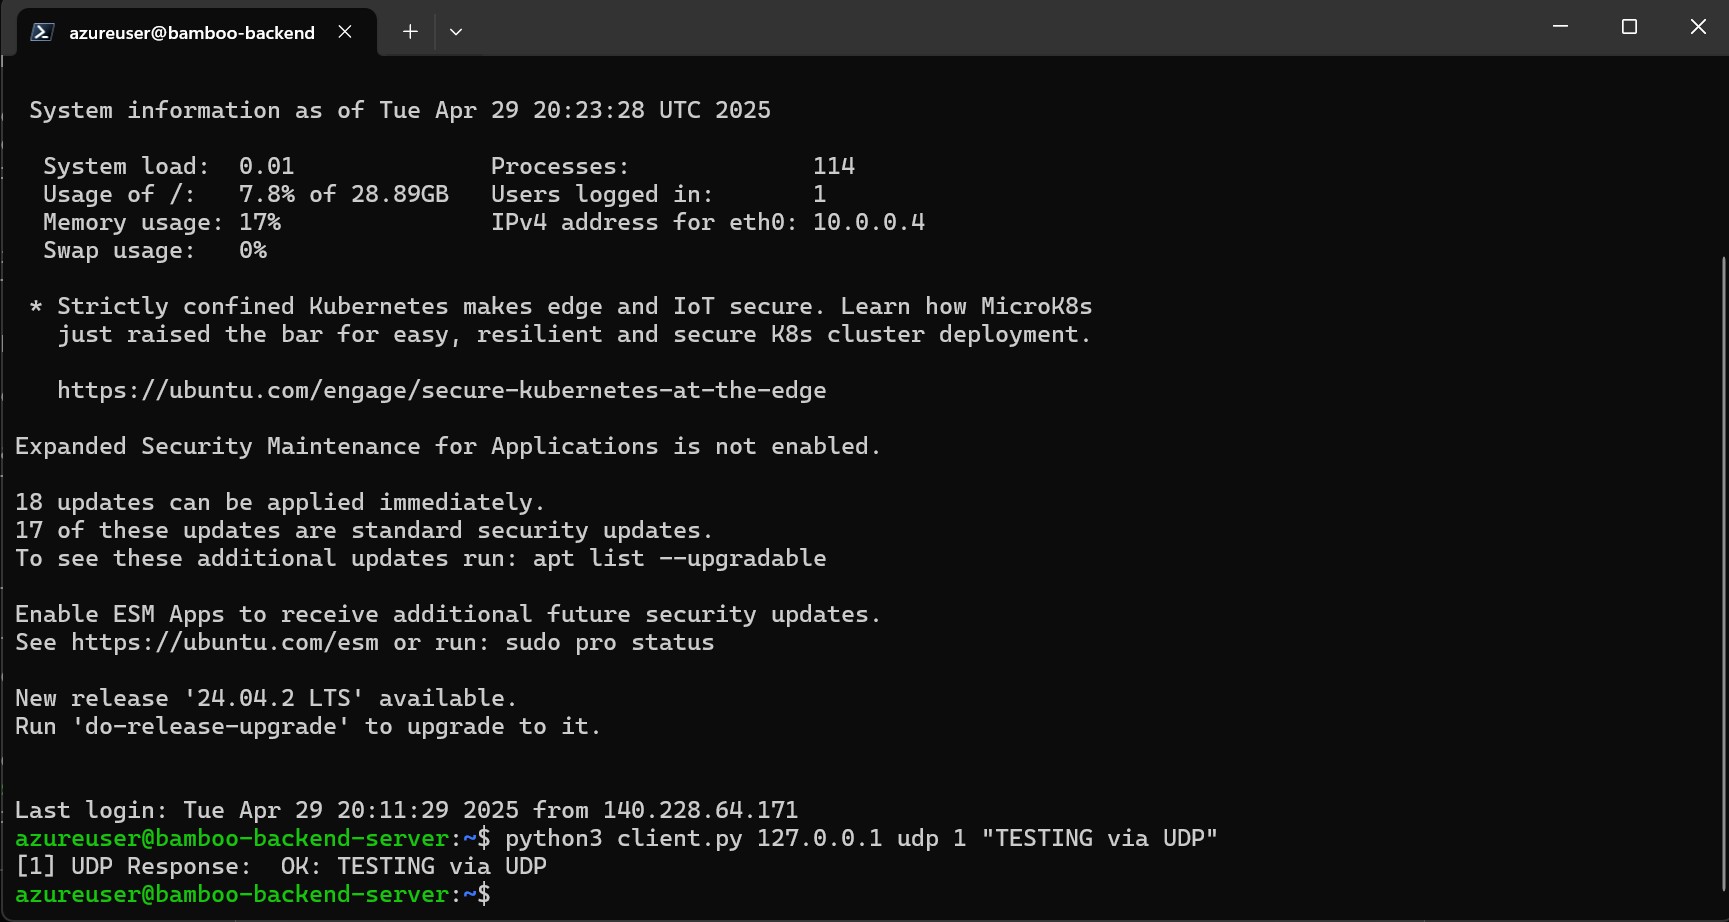 azureuser@bamboo-backend
System information as of Tue Apr 29 20:23:28 UTC 2025
System load:  0.01              Processes:             114
Usage of /:   7.8% of 28.89GB   Users logged in:       1
Memory usage: 17%               IPv4 address for eth0: 10.0.0.4
Swap usage:   0%
* Strictly confined Kubernetes makes edge and IoT secure. Learn how MicroK8s
just raised the bar for easy, resilient and secure K8s cluster deployment.
https://ubuntu.com/engage/secure-kubernetes-at-the-edge
Expanded Security Maintenance for Applications is not enabled.
18 updates can be applied immediately.
17 of these updates are standard security updates.
To see these additional updates run: apt list --upgradable
Enable ESM Apps to receive additional future security updates.
See https://ubuntu.com/esm or run: sudo pro status
New release '24.04.2 LTS' available.
Run 'do-release-upgrade' to upgrade to it.
Last login: Tue Apr 29 20:11:29 2025 from 140.228.64.171
azureuser@bamboo-backend-server:~$ python3 client.py 127.0.0.1 udp 1 "TESTING via UDP"
[1] UDP Response:  OK: TESTING via UDP
azureuser@bamboo-backend-server:~$